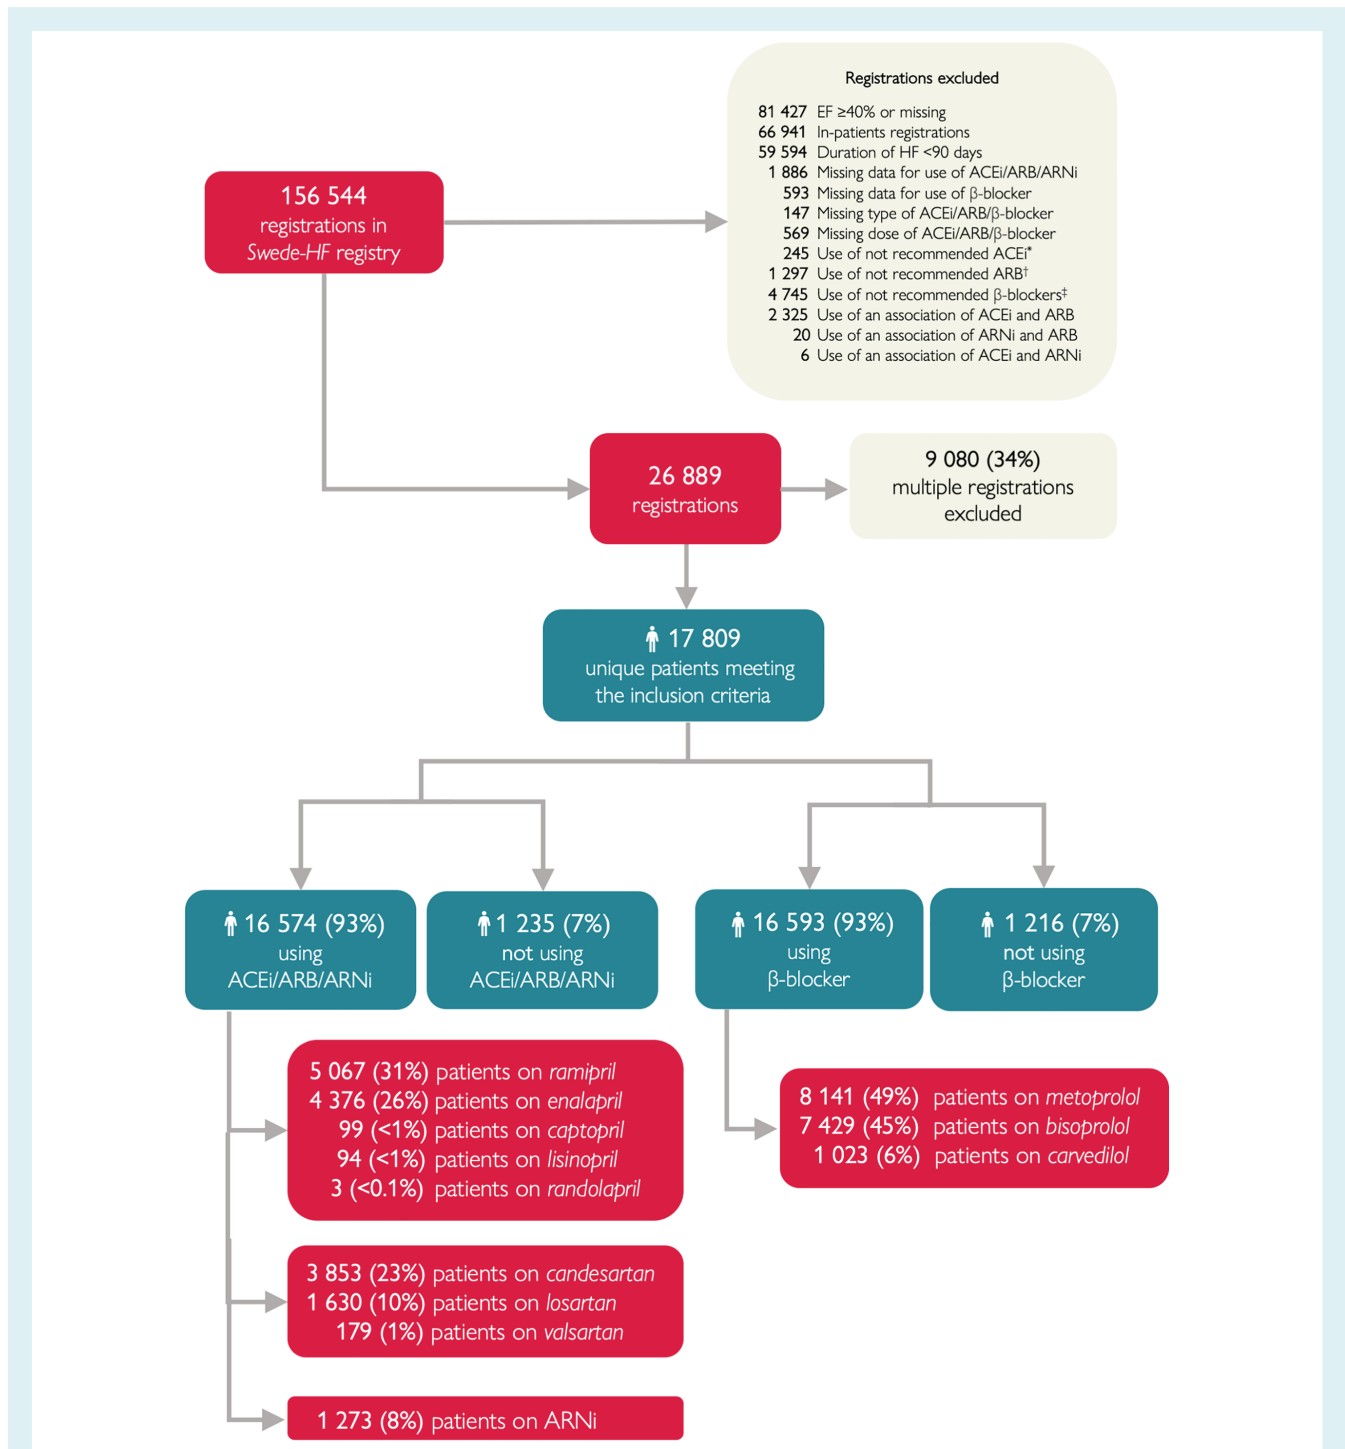 Registrations excluded
81 427 EF ≥40% or missing
66 941 In-patients registrations
59 594 Duration of HF <90 days
1 886 Missing data for use of ACEi/ARB/ARNi
593 Missing data for use of β-blocker
147 Missing type of ACEi/ARB/β-blocker
569 Missing dose of ACEi/ARB/β-blocker
245 Use of not recommended ACEi*
1 297 Use of not recommended ARB†
4 745 Use of not recommended β-blockers‡
2 325 Use of an association of ACEi and ARB
20 Use of an association of ARNi and ARB
6 Use of an association of ACEi and ARNi
156 544
registrations in
Swede-HF registry
26 889
registrations
9 080 (34%)
multiple registrations
excluded
17 809
unique patients meeting
the inclusion criteria
16 574 (93%)
using
ACEi/ARB/ARNi
1 235 (7%)
not using
ACEi/ARB/ARNi
16 593 (93%)
using
β-blocker
1 216 (7%)
not using
β-blocker
5 067 (31%) patients on ramipril
4 376 (26%) patients on enalapril
99 (<1%) patients on captopril
94 (<1%) patients on lisinopril
3 (<0.1%) patients on randolapril
8 141 (49%) patients on metoprolol
7 429 (45%) patients on bisoprolol
1 023 (6%) patients on carvedilol
3 853 (23%) patients on candesartan
1 630 (10%) patients on losartan
179 (1%) patients on valsartan
1 273 (8%) patients on ARNi